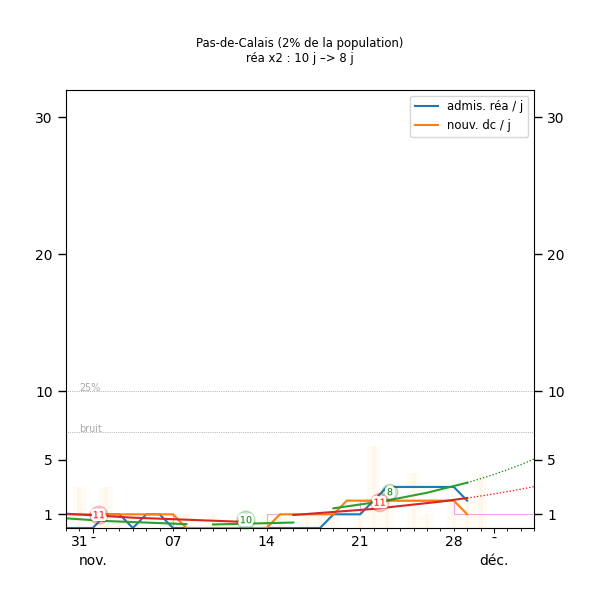 Pas-de-Calais (2% de la population)
réa x2 : 10 j –> 8 j
admis. réa / j
nouv. dc / j
30 30
20 20
10 10
25%
bruit
5 5
1 1
11
10
11
8
31 - 07 14 21 28 -
nov. déc.